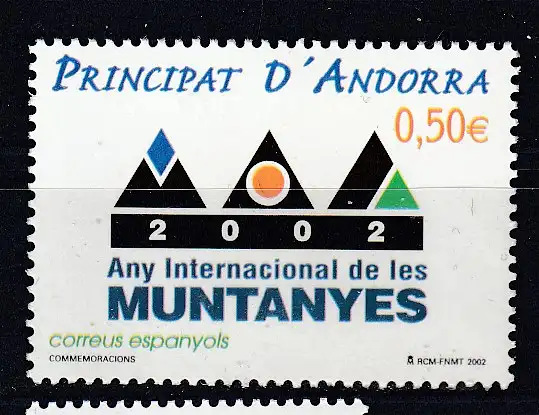 PRINCIPAT D'ANDORRA
0,50€
2 0 0 2
Any Internacional de les
MUNTANYES
correus espanyols
COMMEMORACIONS
RCM-FNMT 2002